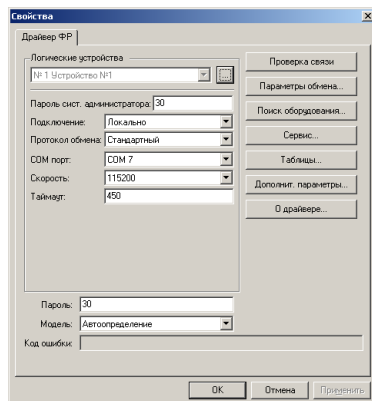 Свойства
Драйвер ФР
Логические устройства
№ 1 Устройство №1
...
Пароль сист. администратора: 30
Подключение: Локально
Протокол обмена: Стандартный
COM порт: COM 7
Скорость: 115200
Таймаут: 450
Проверка связи
Параметры обмена...
Поиск оборудования...
Сервис...
Таблицы...
Дополнит. параметры...
О драйвере...
Пароль: 30
Модель: Автоопределение
Код ошибки:
OK Отмена Применить